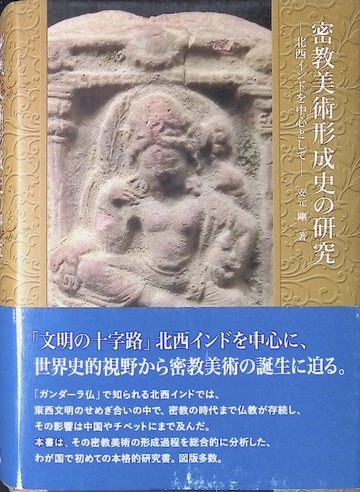 密教美術形成史の研究
―北西インドを中心として―
安元 剛 著
「文明の十字路」北西インドを中心に、
世界史的視野から密教美術の誕生に迫る。
「ガンダーラ仏」で知られる北西インドでは、
東西文明のせめぎ合いの中で、密教の時代まで仏教が存続し、
その影響は中国やチベットにまで及んだ。
本書は、その密教美術の形成過程を総合的に分析した、
わが国で初めての本格的研究書。図版多数。